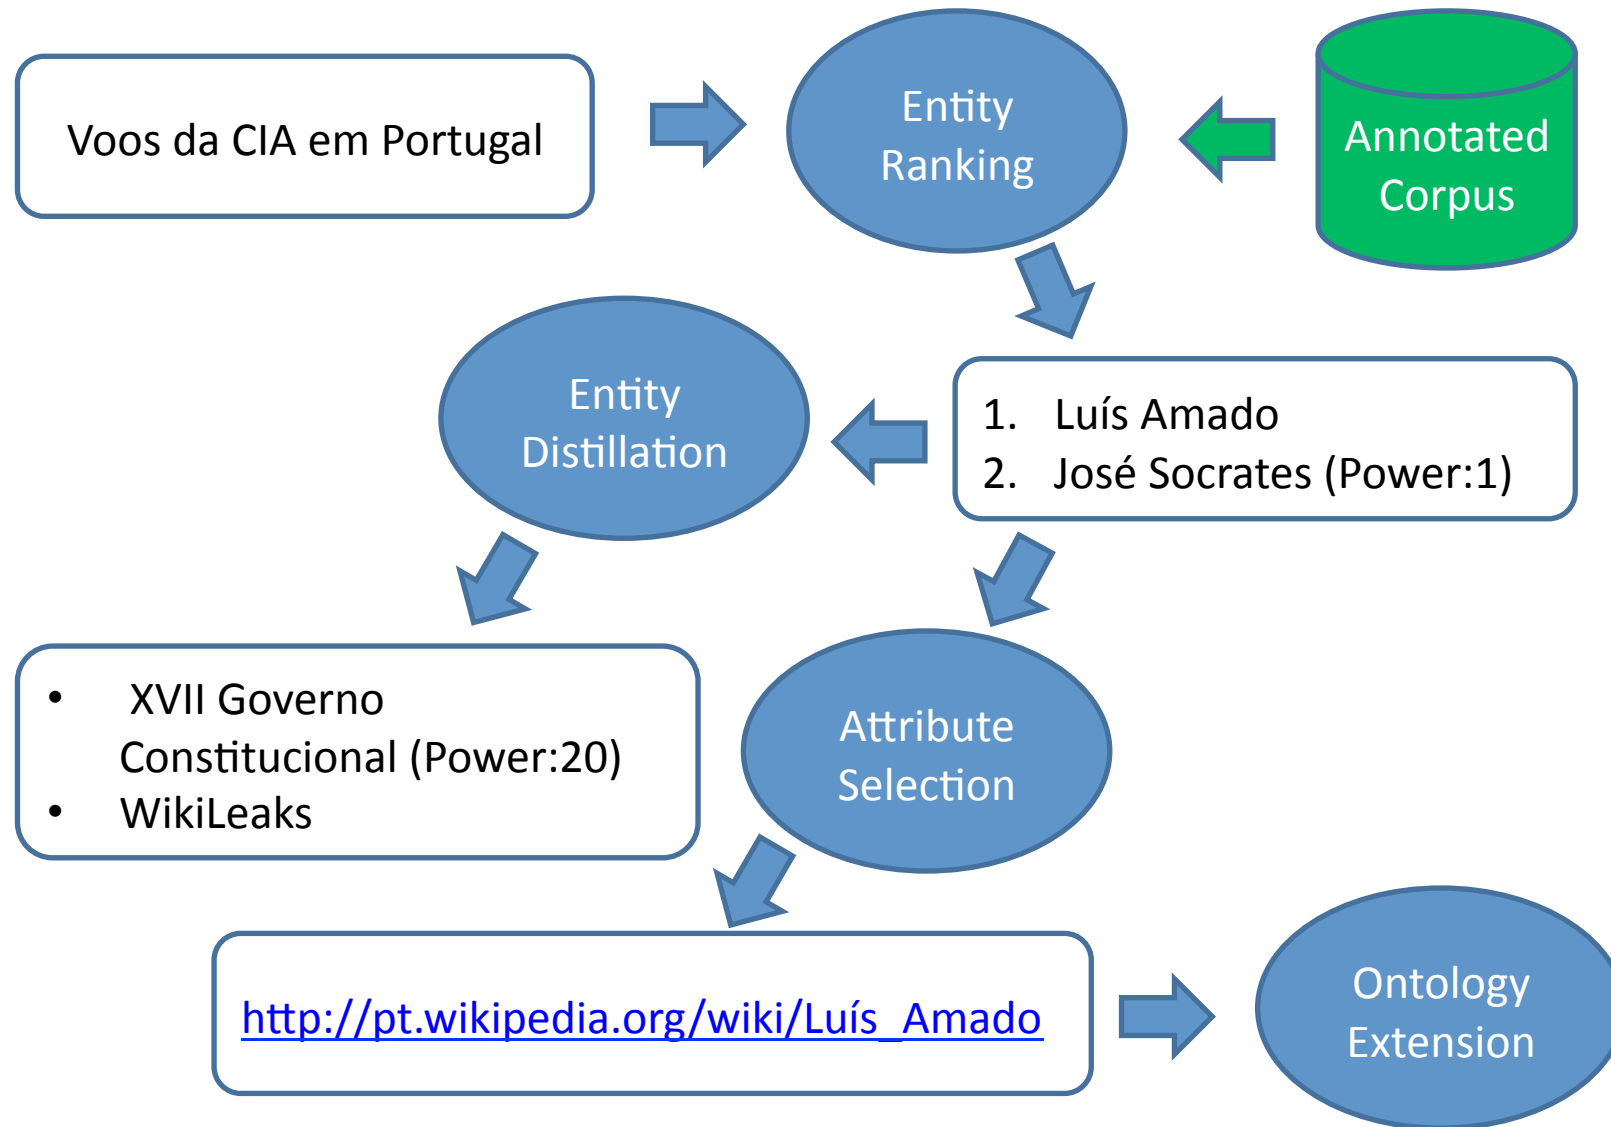 Voos da CIA em Portugal
Entity
Ranking
Annotated
Corpus
Entity
Distillation
1. Luís Amado
2. José Socrates (Power:1)
• XVII Governo
Constitucional (Power:20)
• WikiLeaks
Attribute
Selection
http://pt.wikipedia.org/wiki/Luís_Amado
Ontology
Extension